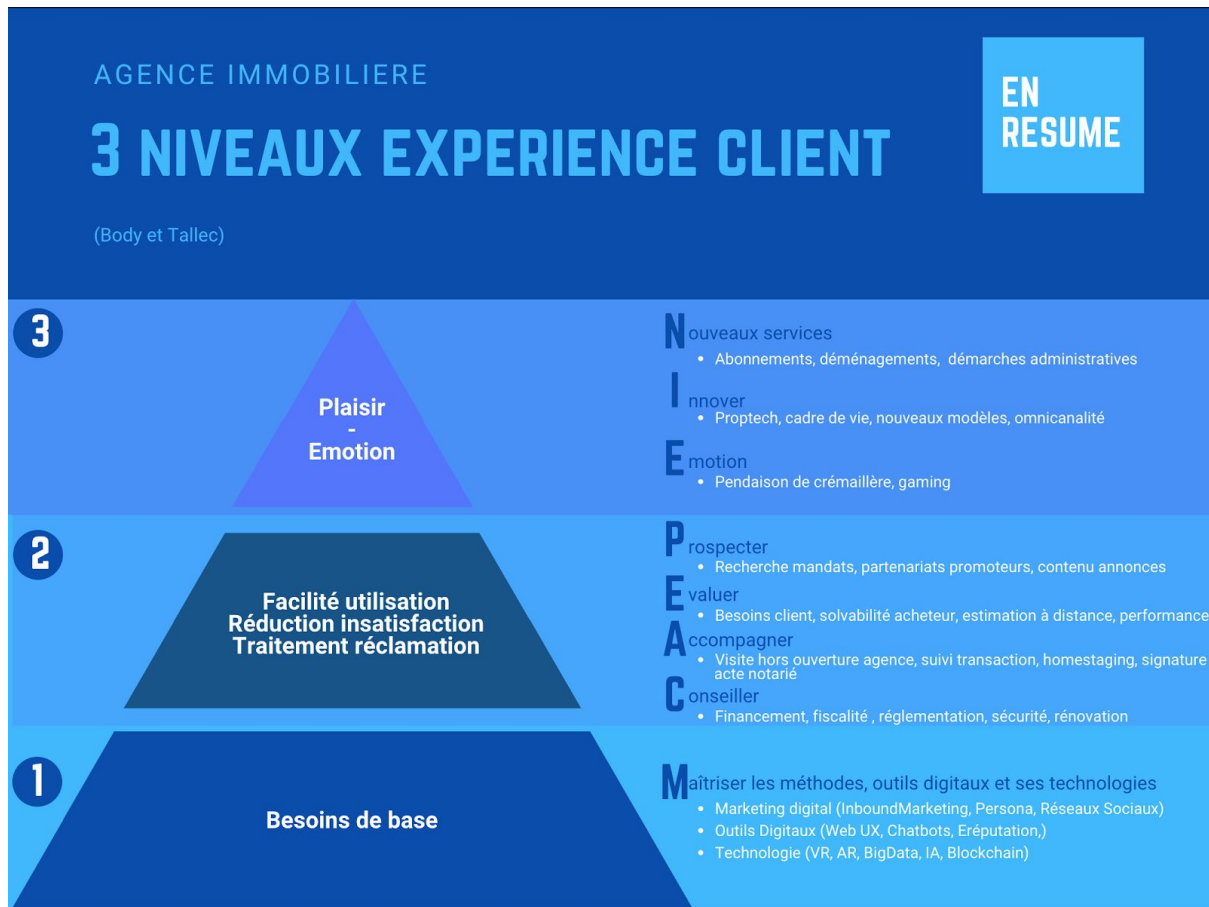 AGENCE IMMOBILIERE
3 NIVEAUX EXPERIENCE CLIENT
(Body et Tallec)
EN
RESUME
3
Plaisir
-
Emotion
Nouveaux services
• Abonnements, déménagements, démarches administratives
Innover
• Proptech, cadre de vie, nouveaux modèles, omnicanalité
Emotion
• Pendaison de crémaillère, gaming
2
Facilité utilisation
Réduction insatisfaction
Traitement réclamation
Prospecter
• Recherche mandats, partenariats promoteurs, contenu annonces
Evaluer
• Besoins client, solvabilité acheteur, estimation à distance, performance
Accompagner
• Visite hors ouverture agence, suivi transaction, homestaging, signature
acte notarié
Conseiller
• Financement, fiscalité , réglementation, sécurité, rénovation
1
Besoins de base
Maîtriser les méthodes, outils digitaux et ses technologies
• Marketing digital (InboundMarketing, Persona, Réseaux Sociaux)
• Outils Digitaux (Web UX, Chatbots, Eréputation,)
• Technologie (VR, AR, BigData, IA, Blockchain)